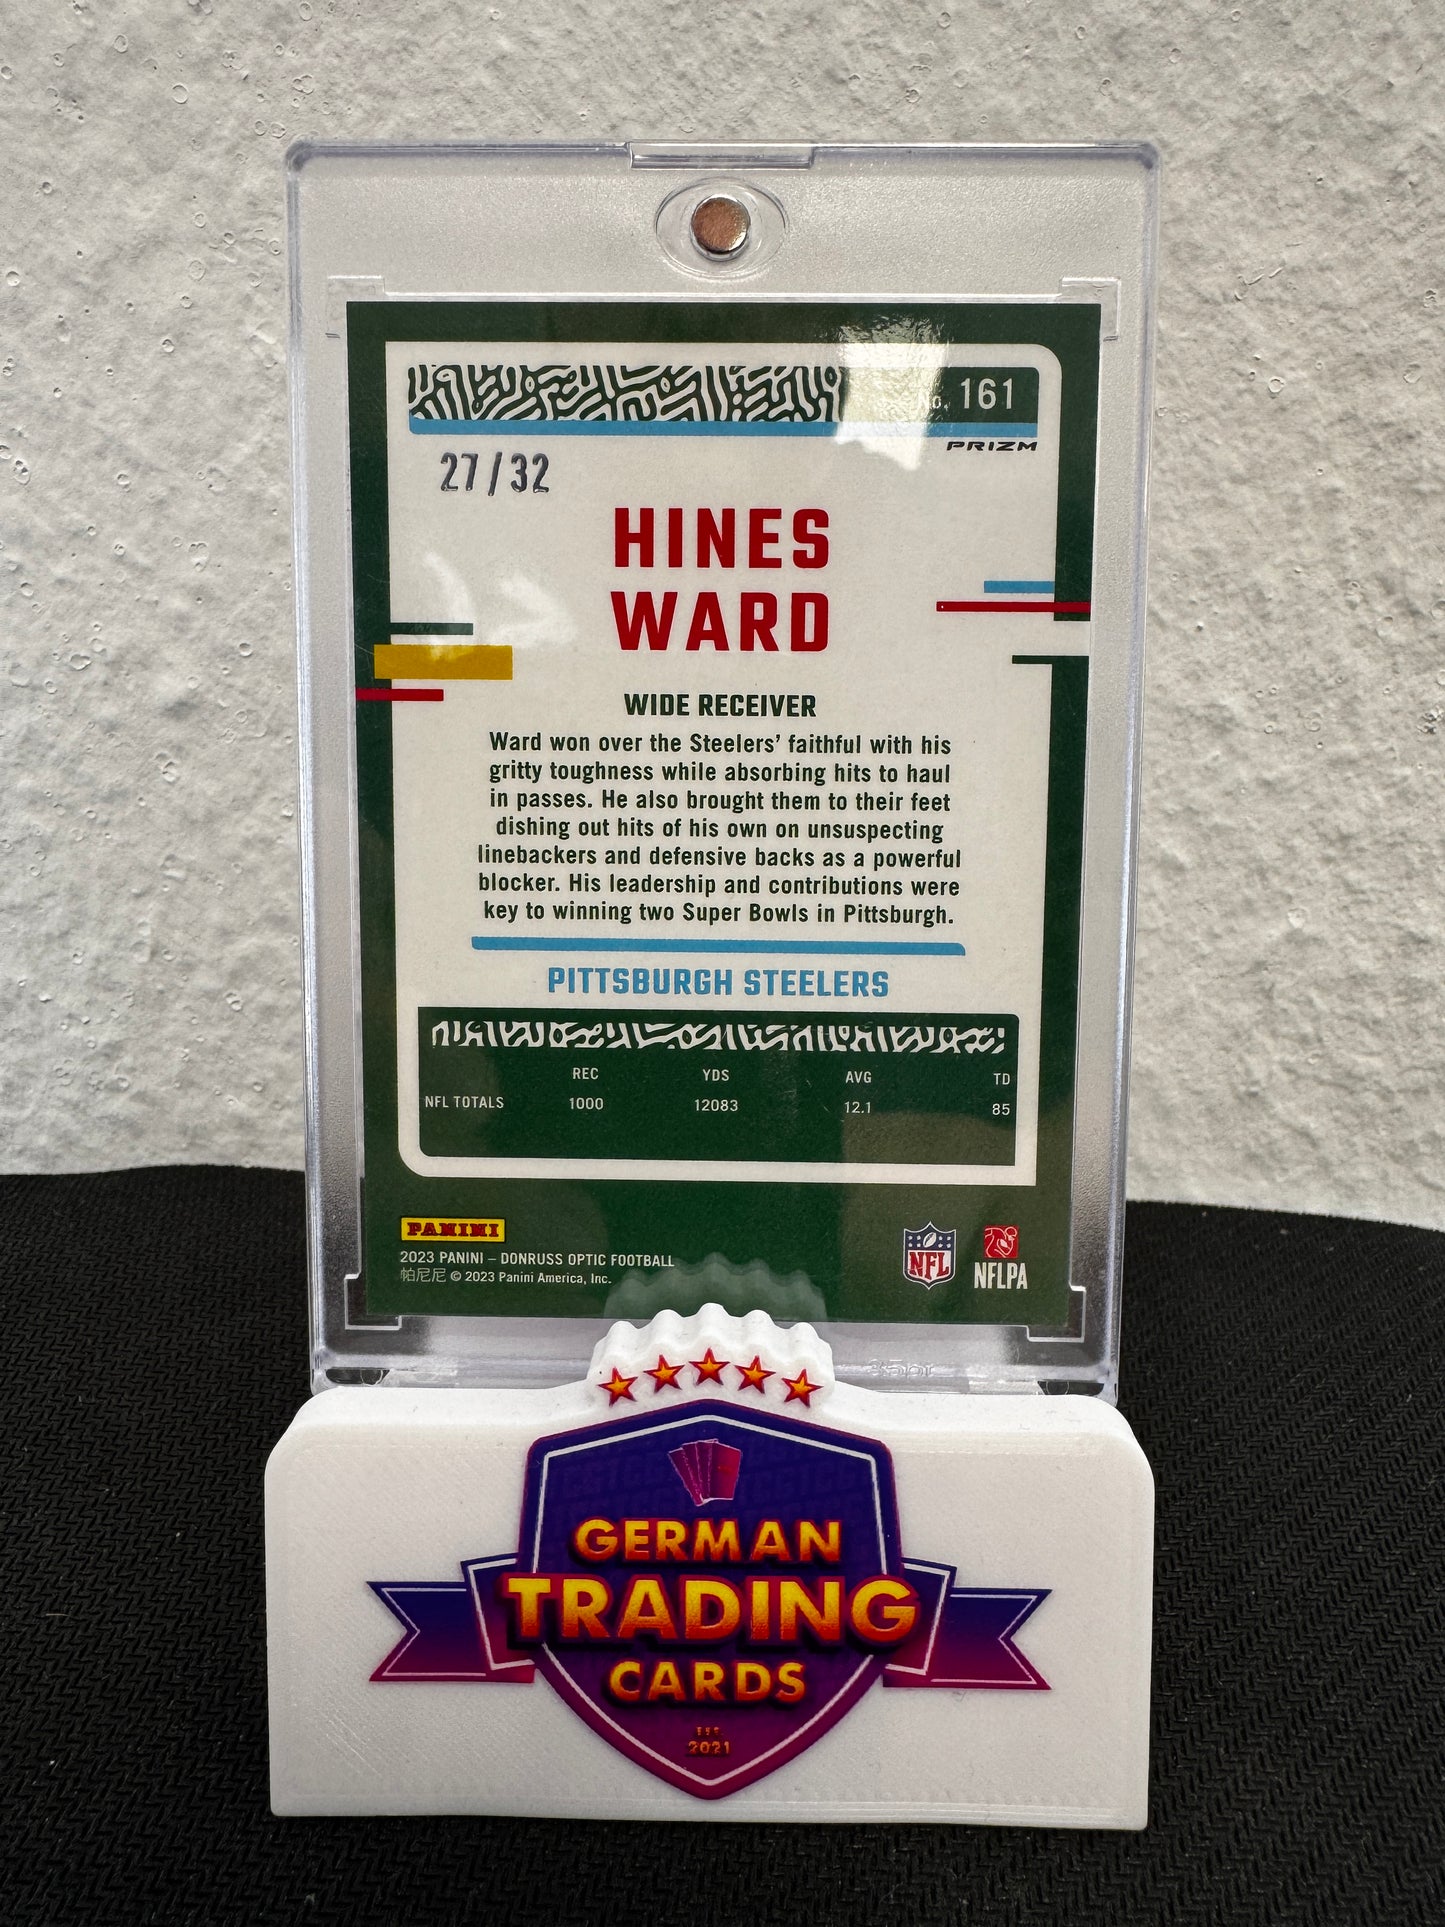 No. 161
PRIZM
27/32
HINES
WARD
WIDE RECEIVER
Ward won over the Steelers' faithful with his
gritty toughness while absorbing hits to haul
in passes. He also brought them to their feet
dishing out hits of his own on unsuspecting
linebackers and defensive backs as a powerful
blocker. His leadership and contributions were
key to winning two Super Bowls in Pittsburgh.
PITTSBURGH STEELERS
REC YDS AVG TD
NFL TOTALS 1000 12083 12.1 85
PANINI
2023 PANINI – DONRUSS OPTIC FOOTBALL
帕尼尼 © 2023 Panini America, Inc.
NFL
NFLPA
35pt
GERMAN
TRADING
CARDS
EST.
2021